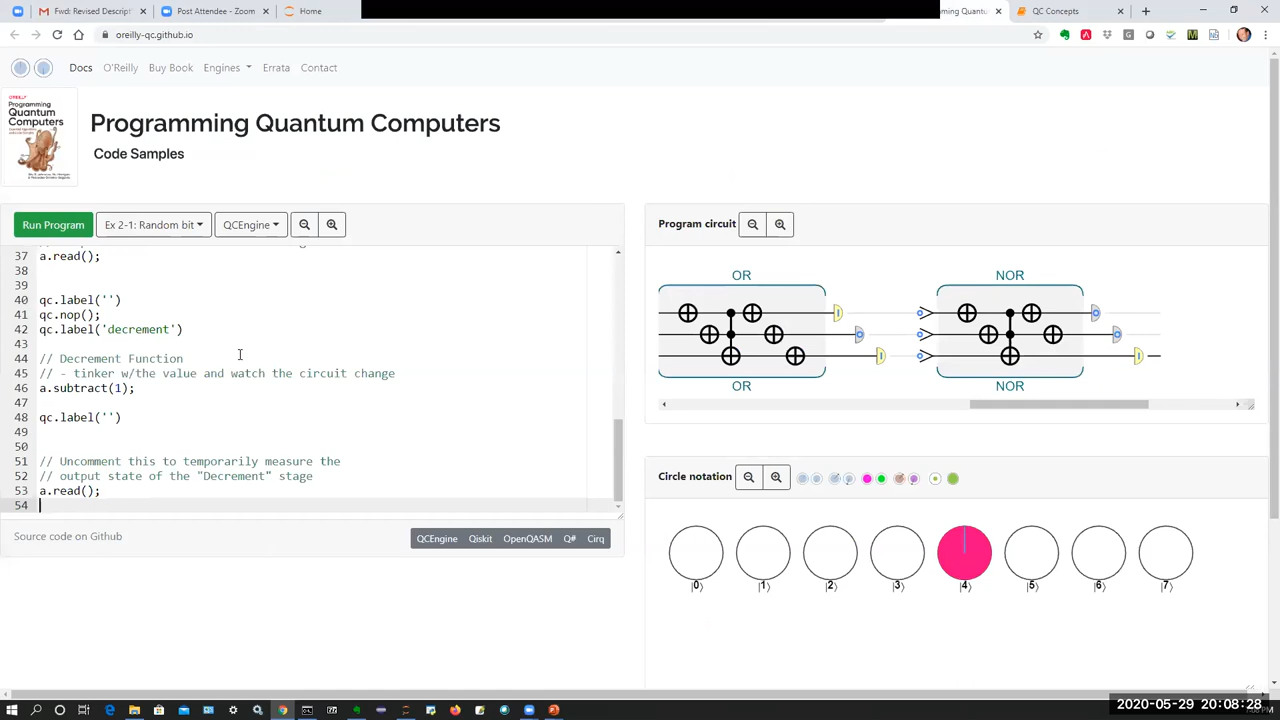 Fwd: Revised Descript
Post Attendee - Zoom
Home
ming Quantu
QC Concepts
oreilly-qc.github.io
Docs O'Reilly Buy Book Engines Errata Contact
O'REILLY
Programming
Quantum
Computers
Programming Quantum Computers
Code Samples
Run Program Ex 2-1: Random bit QCEngine
37 a.read();
38
39
40 qc.label('')
41 qc.nop();
42 qc.label('decrement')
43
44 // Decrement Function
45 // - tinker w/the value and watch the circuit change
46 a.subtract(1);
47
48 qc.label('')
49
50
51 // Uncomment this to temporarily measure the
52 // output state of the "Decrement" stage
53 a.read();
54
Source code on Github
QCEngine Qiskit OpenQASM Q# Cirq
Program circuit
OR NOR
OR NOR
Circle notation
|0⟩ |1⟩ |2⟩ |3⟩ |4⟩ |5⟩ |6⟩ |7⟩
2020-05-29 20:08:28